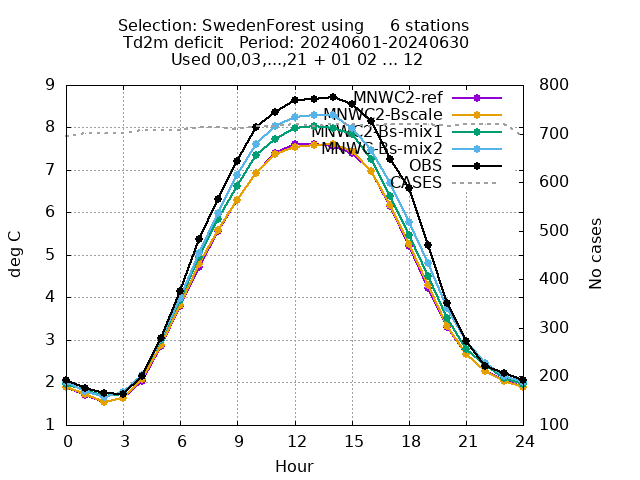 Selection: SwedenForest using     6 stations
Td2m deficit   Period: 20240601-20240630
Used 00,03,...,21 + 01 02 ... 12
9
8
7
6
5
4
3
2
1
deg C
800
700
600
500
400
300
200
100
No cases
MNWC2-ref
MNWC2-Bscale
MNWC2-Bs-mix1
MNWC-Bs-mix2
OBS
CASES
0 3 6 9 12 15 18 21 24
Hour